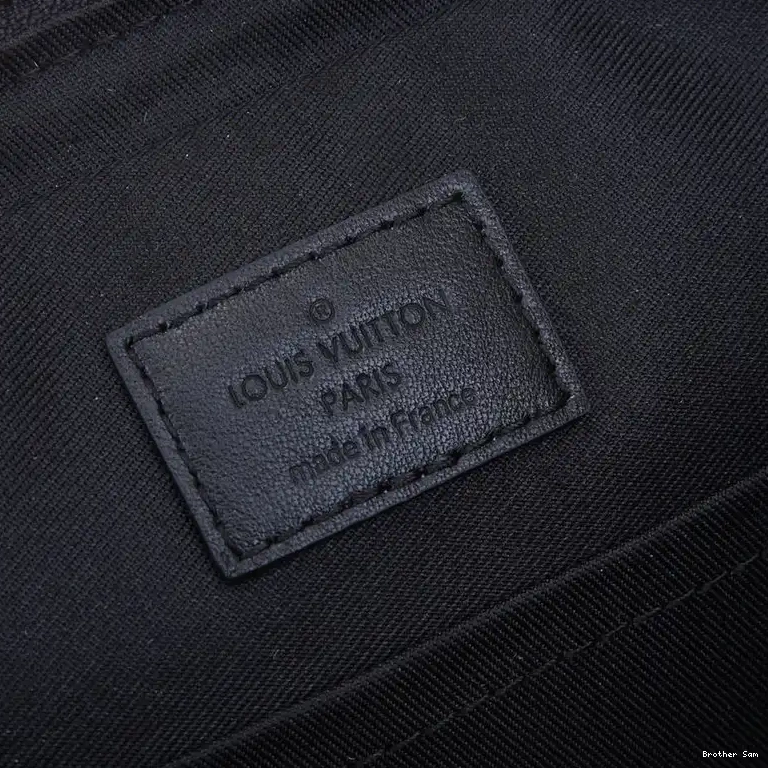 ®
LOUIS VUITTON
PARIS
made in France
Brother Sam